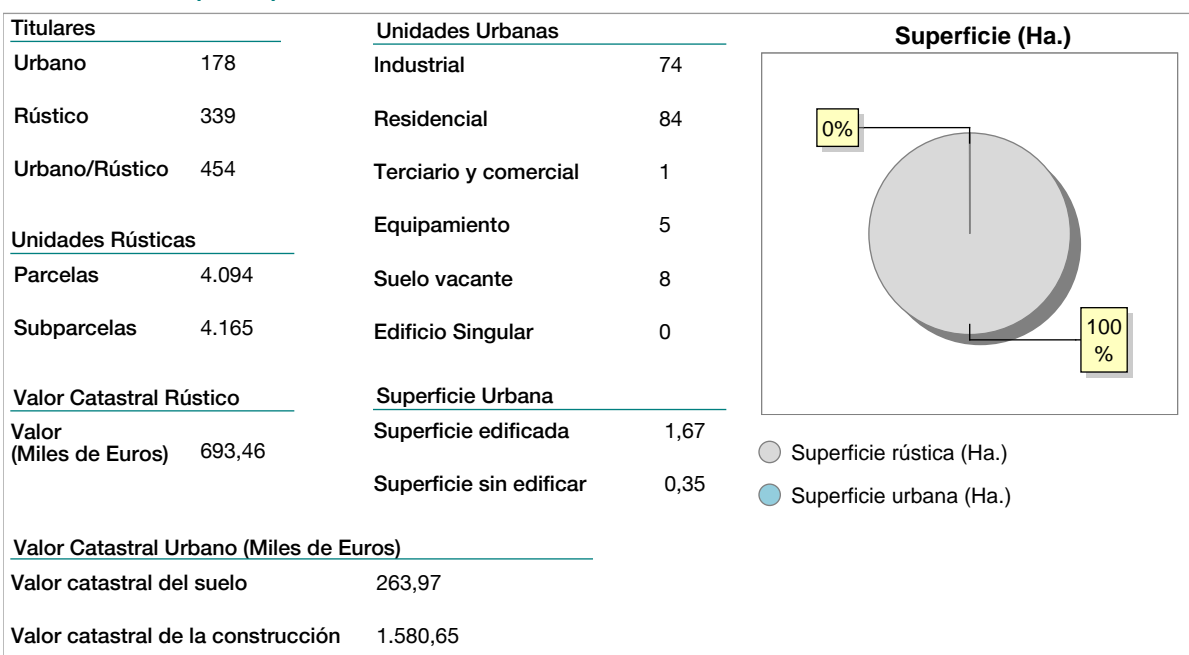 Titulares
Urbano 178
Rústico 339
Urbano/Rústico 454
Unidades Rústicas
Parcelas 4.094
Subparcelas 4.165
Valor Catastral Rústico
Valor
(Miles de Euros) 693,46
Unidades Urbanas
Industrial 74
Residencial 84
Terciario y comercial 1
Equipamiento 5
Suelo vacante 8
Edificio Singular 0
Superficie Urbana
Superficie edificada 1,67
Superficie sin edificar 0,35
Valor Catastral Urbano (Miles de Euros)
Valor catastral del suelo 263,97
Valor catastral de la construcción 1.580,65
Superficie (Ha.)
0%
100
%
Superficie rústica (Ha.)
Superficie urbana (Ha.)